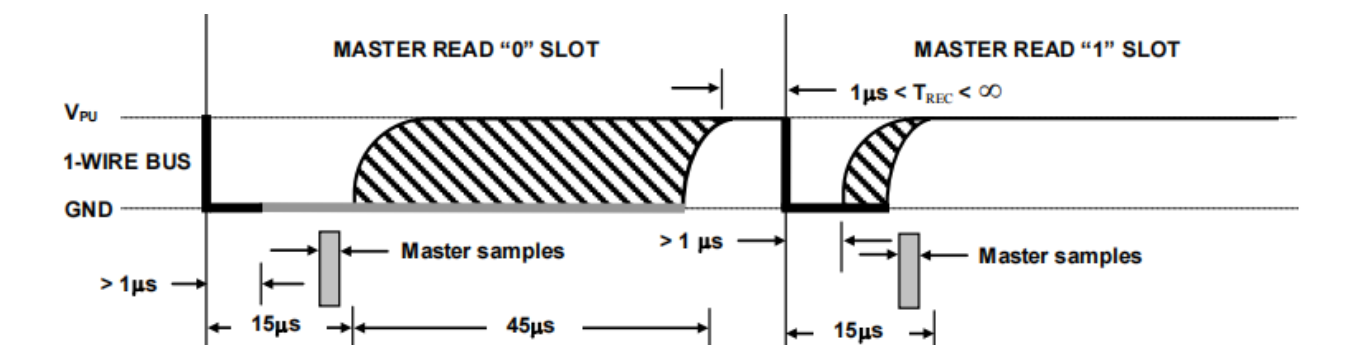 MASTER READ “0” SLOT
MASTER READ “1” SLOT
1μs < TREC < ∞
VPU
1-WIRE BUS
GND
> 1 μs
Master samples
Master samples
> 1μs
15μs
45μs
15μs